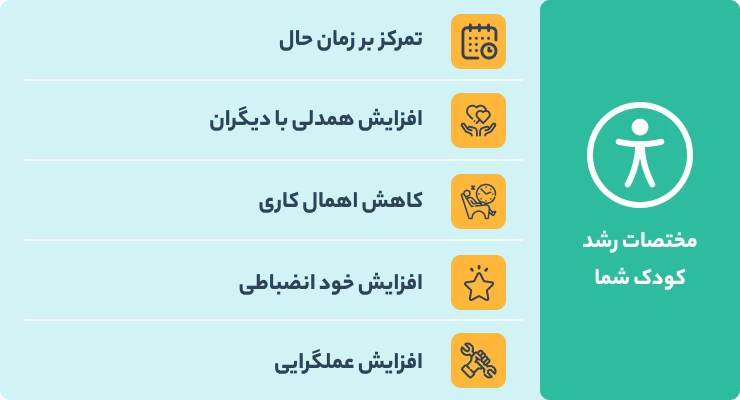 مختصات رشد
کودک شما
تمرکز بر زمان حال
افزایش همدلی با دیگران
کاهش اهمال کاری
افزایش خود انضباطی
افزایش عملگرایی